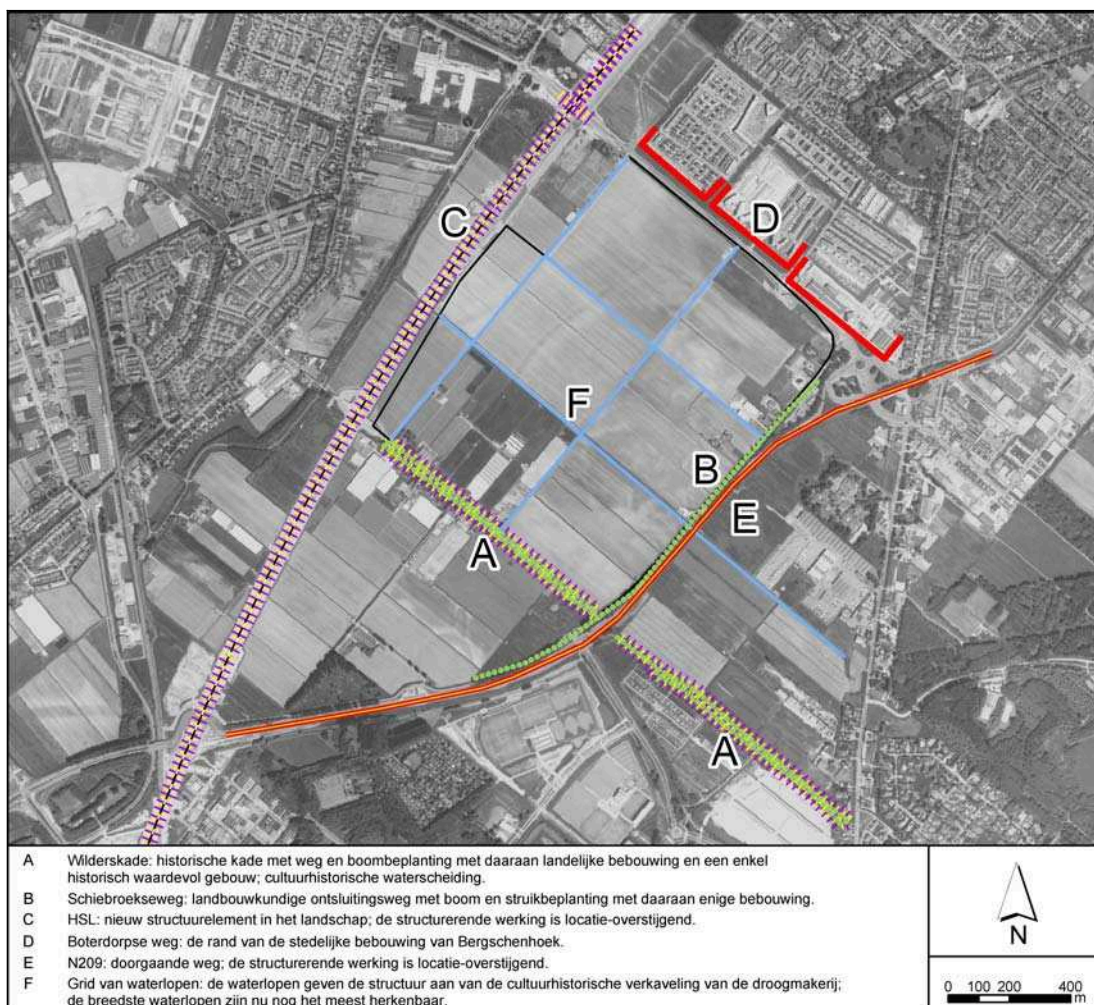 C
D
F
B
E
A
A
A Wilderskade: historische kade met weg en boombeplanting met daaraan landelijke bebouwing en een enkel
historisch waardevol gebouw; cultuurhistorische waterscheiding.
B Schiebroekseweg: landbouwkundige ontsluitingsweg met boom en struikbeplanting met daaraan enige bebouwing.
C HSL: nieuw structuurelement in het landschap; de structurerende werking is locatie-overstijgend.
D Boterdorpse weg: de rand van de stedelijke bebouwing van Bergschenhoek.
E N209: doorgaande weg; de structurerende werking is locatie-overstijgend.
F Grid van waterlopen: de waterlopen geven de structuur aan van de cultuurhistorische verkaveling van de droogmakerij;
de breedste waterlopen zijn nu nog het meest herkenbaar.
N
0 100 200 400
m